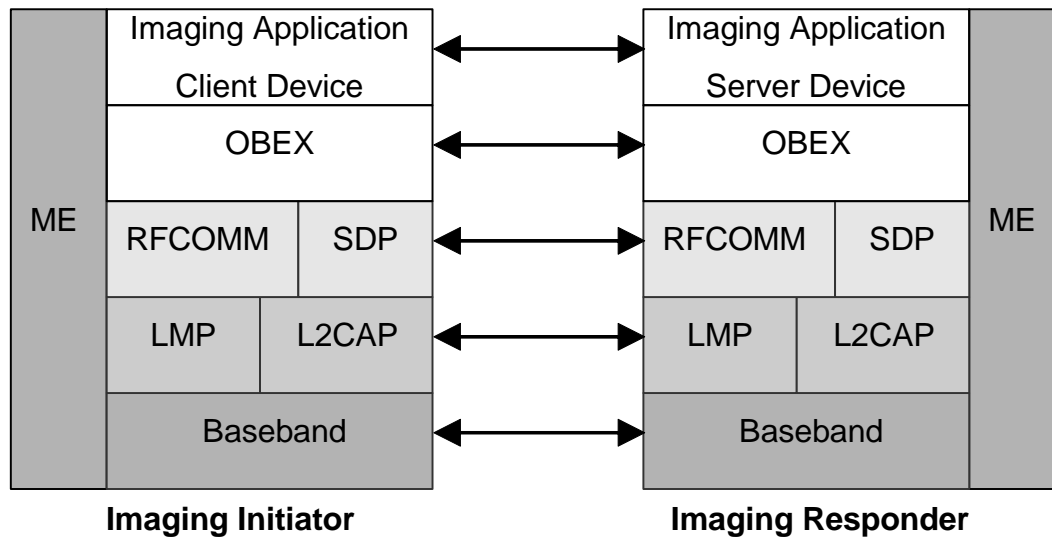 Imaging Application
Client Device
OBEX
ME
RFCOMM
SDP
LMP
L2CAP
Baseband
Imaging Initiator
Imaging Application
Server Device
OBEX
ME
RFCOMM
SDP
LMP
L2CAP
Baseband
Imaging Responder